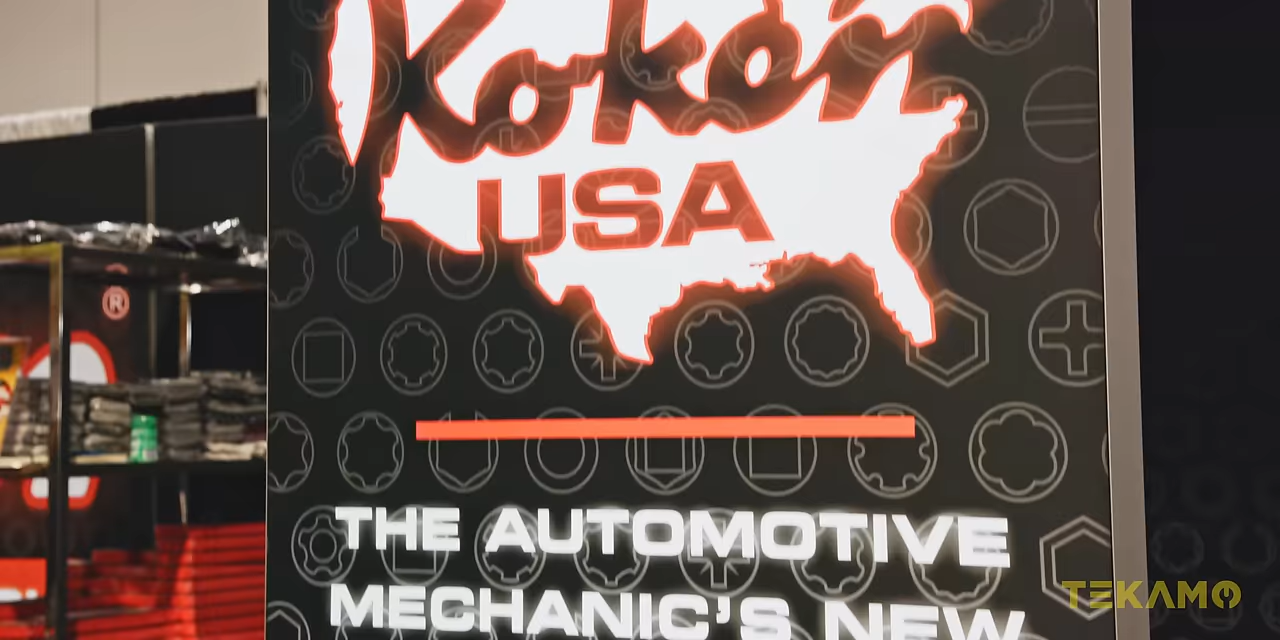 Koken
USA
®
THE AUTOMOTIVE
MECHANIC'S NEW
TEKAMO